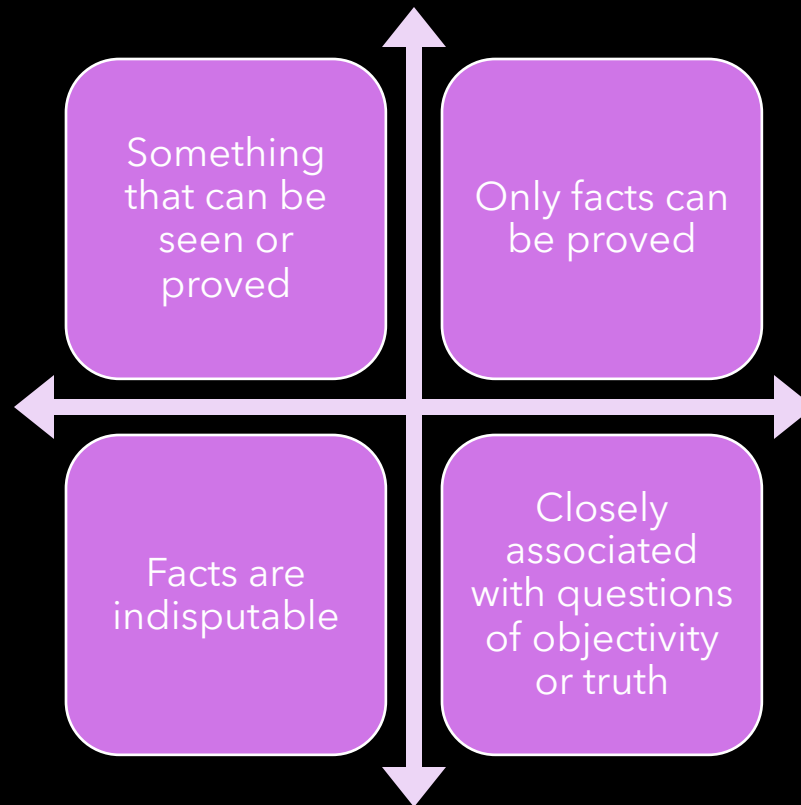 Something
that can be
seen or
proved
Only facts can
be proved
Facts are
indisputable
Closely
associated
with questions
of objectivity
or truth